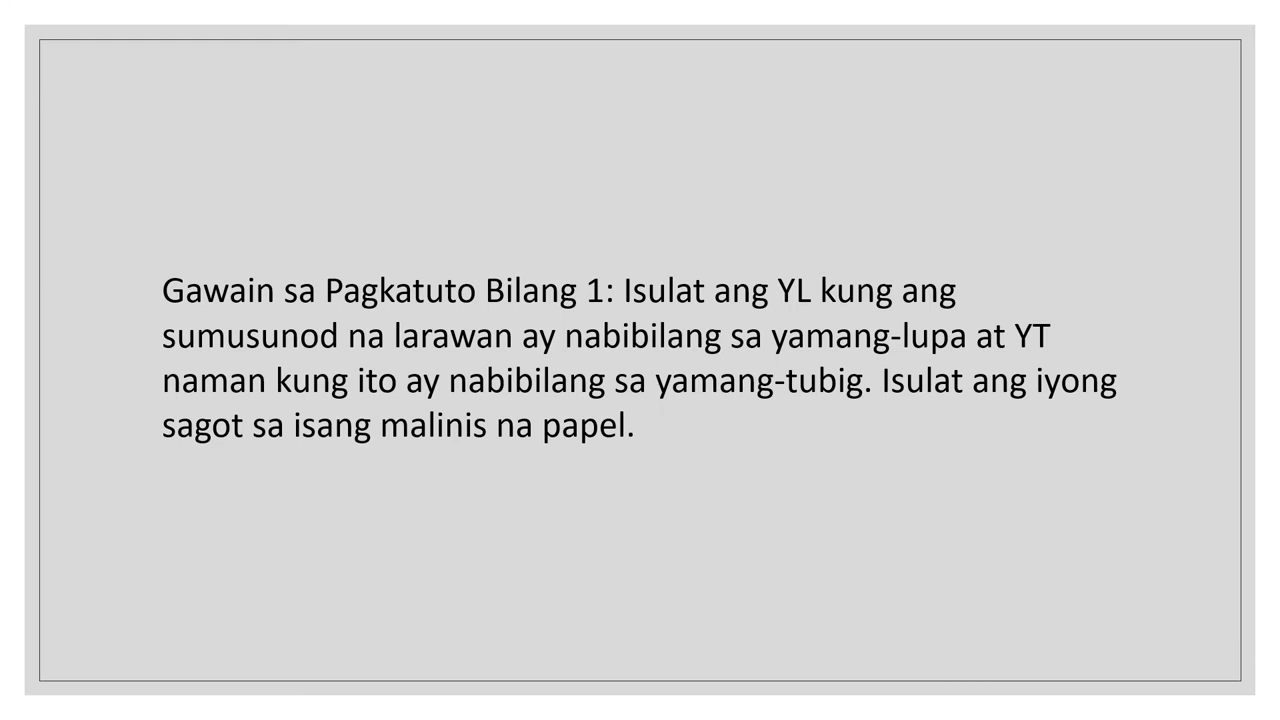 Gawain sa Pagkatuto Bilang 1: Isulat ang YL kung ang
sumusunod na larawan ay nabibilang sa yamang-lupa at YT
naman kung ito ay nabibilang sa yamang-tubig. Isulat ang iyong
sagot sa isang malinis na papel.